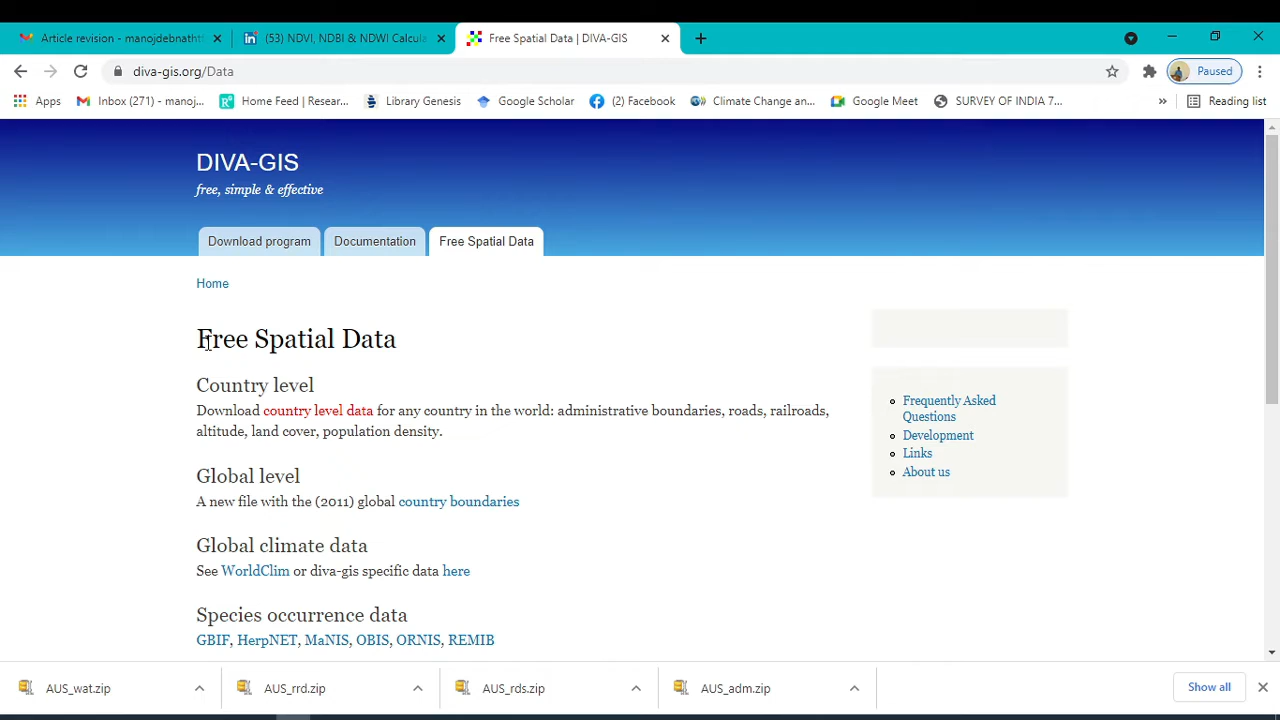 Article revision - manojdebnatht
(53) NDVI, NDBI & NDWI Calcula
Free Spatial Data | DIVA-GIS
diva-gis.org/Data
Paused
Apps
Inbox (271) - manoj...
Home Feed | Resear...
Library Genesis
Google Scholar
(2) Facebook
Climate Change an...
Google Meet
SURVEY OF INDIA 7...
»
Reading list
DIVA-GIS
free, simple & effective
Download program
Documentation
Free Spatial Data
Home
Free Spatial Data
Country level
Download country level data for any country in the world: administrative boundaries, roads, railroads,
altitude, land cover, population density.
Global level
A new file with the (2011) global country boundaries
Global climate data
See WorldClim or diva-gis specific data here
Species occurrence data
GBIF, HerpNET, MaNIS, OBIS, ORNIS, REMIB
Frequently Asked
Questions
Development
Links
About us
AUS_wat.zip
AUS_rrd.zip
AUS_rds.zip
AUS_adm.zip
Show all